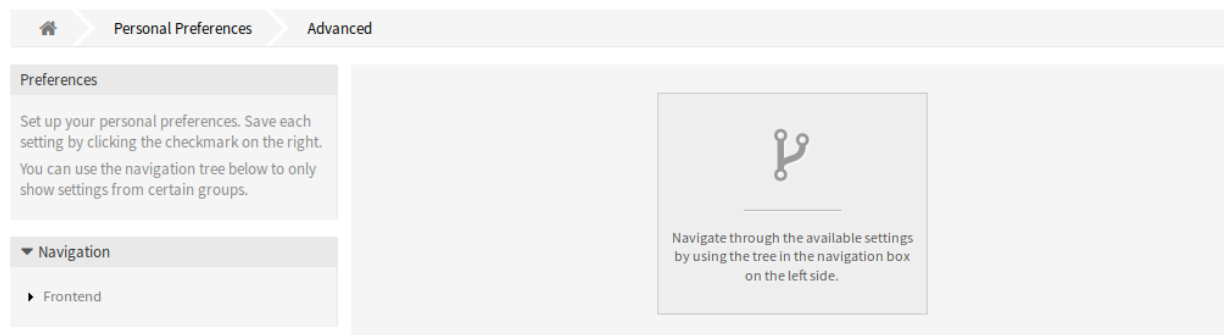 Personal Preferences
Advanced
Preferences
Set up your personal preferences. Save each
setting by clicking the checkmark on the right.
You can use the navigation tree below to only
show settings from certain groups.
Navigation
Frontend
Navigate through the available settings
by using the tree in the navigation box
on the left side.